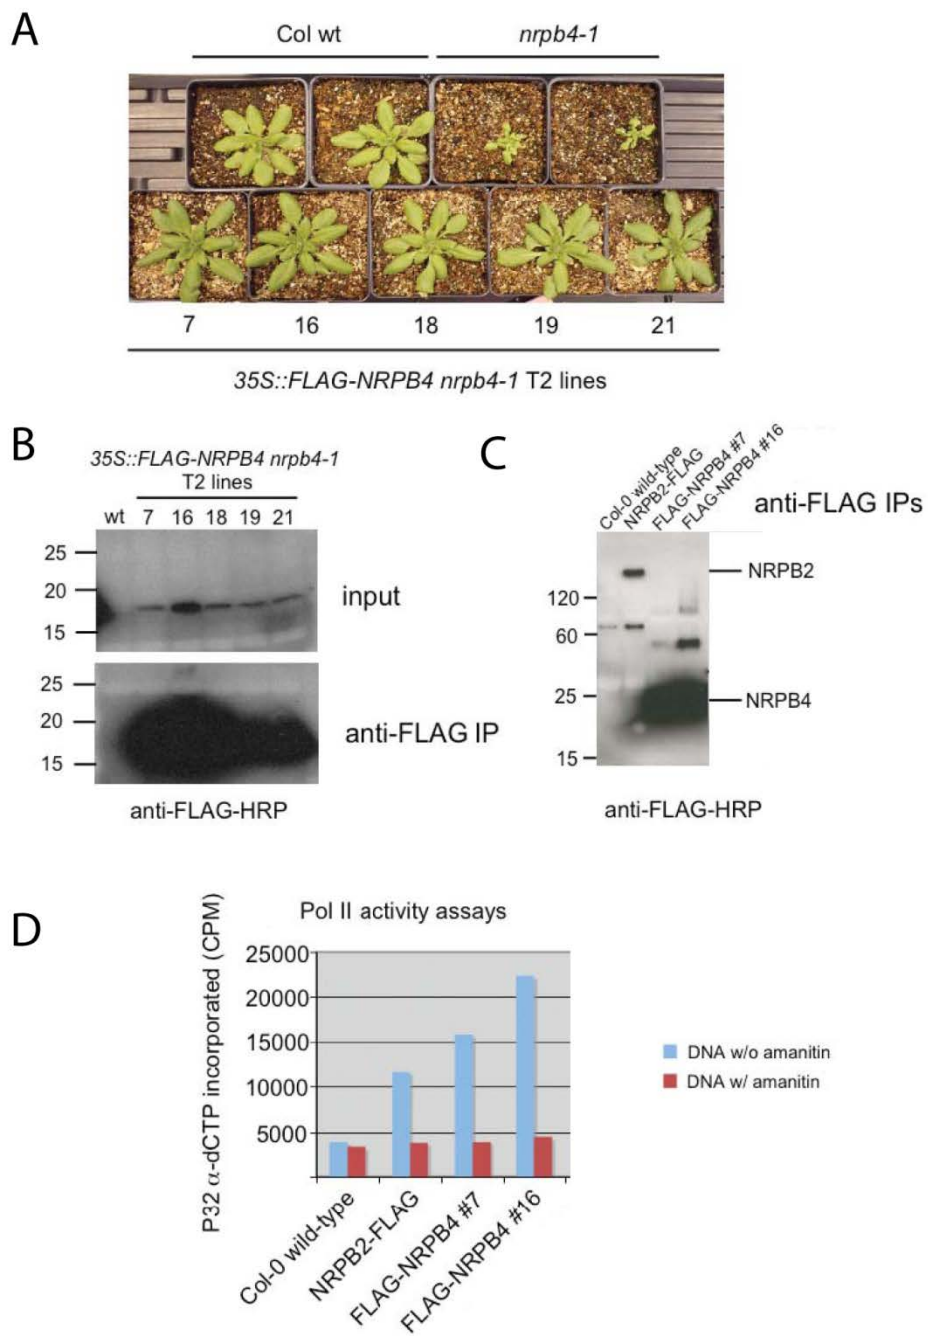 A
Col wt
nrpb4-1
7 16 18 19 21
35S::FLAG-NRPB4 nrpb4-1 T2 lines
B
35S::FLAG-NRPB4 nrpb4-1
T2 lines
wt 7 16 18 19 21
25
20
15
input
25
20
15
anti-FLAG IP
anti-FLAG-HRP
C
Col-0 wild-type
NRPB2-FLAG
FLAG-NRPB4 #7
FLAG-NRPB4 #16
anti-FLAG IPs
NRPB2
120
60
25
NRPB4
15
anti-FLAG-HRP
D
Pol II activity assays
P32 α-dCTP incorporated (CPM)
25000
20000
15000
10000
5000
Col-0 wild-type
NRPB2-FLAG
FLAG-NRPB4 #7
FLAG-NRPB4 #16
DNA w/o amanitin
DNA w/ amanitin